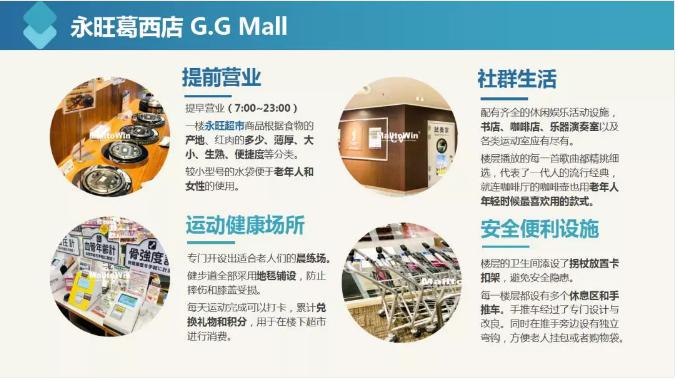 永旺葛西店 G.G Mall
提前营业
提早营业（7:00~23:00）
一楼永旺超市商品根据食物的
产地、红肉的多少、薄厚、大
小、生熟、便捷度等分类。
较小型号的水袋便于老年人和
女性的使用。
MalltoWin
社群生活
配有齐全的休闲娱乐活动设施，
书店、咖啡店、乐器演奏室以及
各类运动室应有尽有。
楼层播放的每一首歌曲都精挑细
选，代表了一代人的流行经典，
就连咖啡厅的咖啡壶也用老年人
年轻时候最喜欢用的款式。
MalltoWin
运动健康场所
专门开设出适合老人们的晨练场。
健步道全部采用地毯铺设，防止
摔伤和膝盖受损。
每天运动完成可以打卡，累计兑
换礼物和积分，用于在楼下超市
进行消费。
血管年齢計
骨強度計
MalltoWin
安全便利设施
楼层的卫生间添设了拐杖放置卡
扣架，避免安全隐患。
每一楼层都设有多个休息区和手
推车。手推车经过了专门设计与
改良。同时在推手旁边设有独立
弯钩，方便老人挂包或者购物袋。
MalltoWin